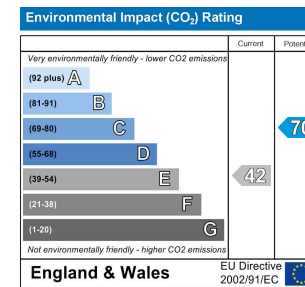 Environmental Impact (CO₂) Rating
Current
Very environmentally friendly - lower CO2 emissions
(92 plus) A
(81-91) B
(69-80) C
70
(55-68) D
(39-54) E
42
(21-38) F
(1-20) G
Not environmentally friendly - higher CO2 emissions
England & Wales
EU Directive
2002/91/EC